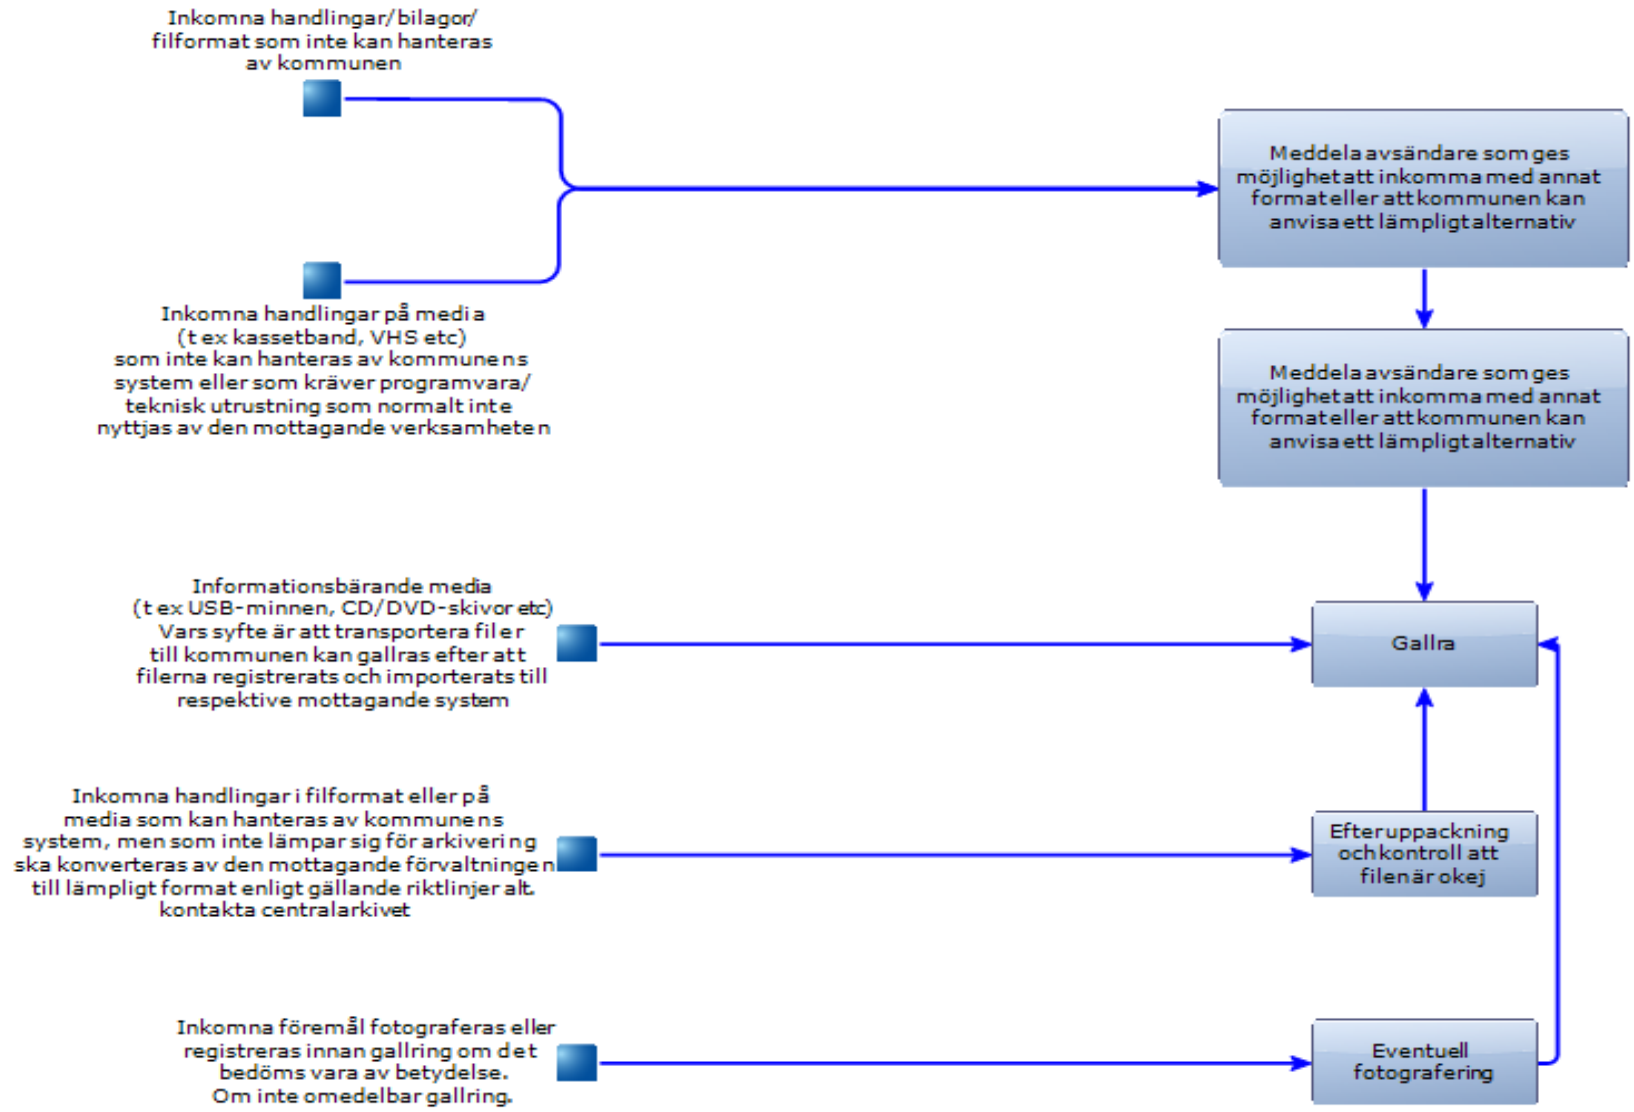 Inkomna handlingar/bilagor/
filformat som inte kan hanteras
av kommunen
Meddela avsändare som ges
möjlighet att inkomma med annat
format eller att kommunen kan
anvisa ett lämpligt alternativ
Inkomna handlingar på media
(t ex kassetband, VHS etc)
som inte kan hanteras av kommunens
system eller som kräver programvara/
teknisk utrustning som normalt inte
nyttjas av den mottagande verksamheten
Meddela avsändare som ges
möjlighet att inkomma med annat
format eller att kommunen kan
anvisa ett lämpligt alternativ
Informationsbärande media
(t ex USB-minnen, CD/DVD-skivor etc)
Vars syfte är att transportera filer
till kommunen kan gallras efter att
filerna registrerats och importerats till
respektive mottagande system
Gallra
Inkomna handlingar i filformat eller på
media som kan hanteras av kommunens
system, men som inte lämpar sig för arkivering
ska konverteras av den mottagande förvaltningen
till lämpligt format enligt gällande riktlinjer alt.
kontakta centralarkivet
Efter uppackning
och kontroll att
filen är okej
Inkomna föremål fotograferas eller
registreras innan gallring om det
bedöms vara av betydelse.
Om inte omedelbar gallring.
Eventuell
fotografering